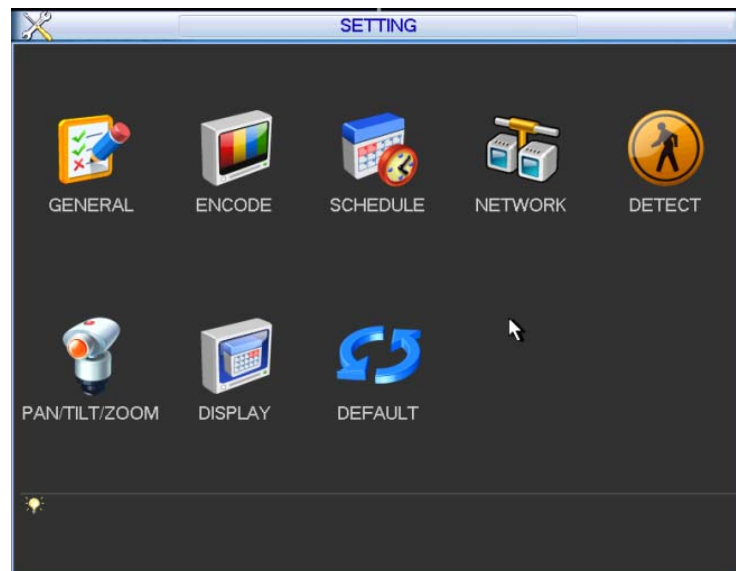 SETTING
GENERAL ENCODE SCHEDULE NETWORK DETECT
PAN/TILT/ZOOM DISPLAY DEFAULT